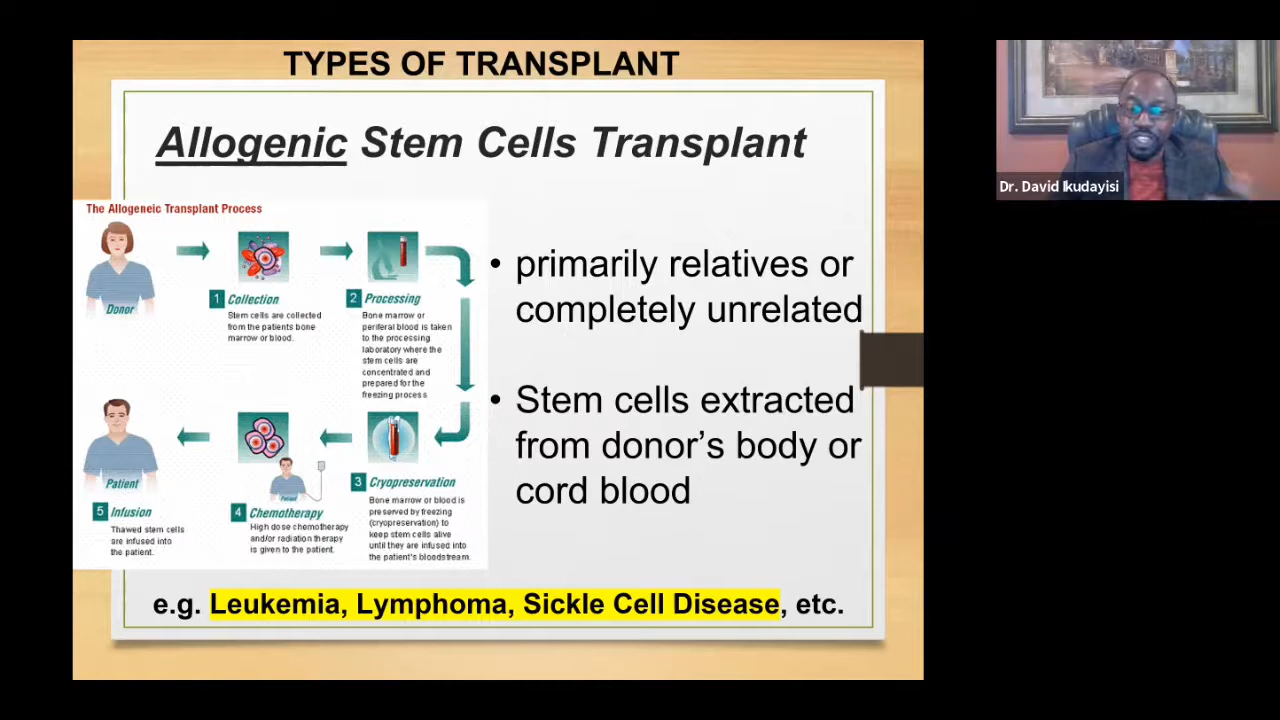 TYPES OF TRANSPLANT
Allogenic Stem Cells Transplant
The Allogeneic Transplant Process
Donor
1 Collection
Stem cells are collected
from the patients bone
marrow or blood.
2 Processing
Bone marrow or
periferal blood is taken
to the processing
laboratory where the
stem cells are
concentrated and
prepared for the
freezing process
3 Cryopreservation
Bone marrow or blood is
preserved by freezing
(cryopreservation) to
keep stem cells alive
until they are infused into
the patient's bloodstream.
Patient
4 Chemotherapy
High dose chemotherapy
and/or radiation therapy
is given to the patient.
Patient
5 Infusion
Thawed stem cells
are infused into
the patient.
• primarily relatives or
completely unrelated
• Stem cells extracted
from donor’s body or
cord blood
e.g. Leukemia, Lymphoma, Sickle Cell Disease, etc.
Dr. David Ikudayisi